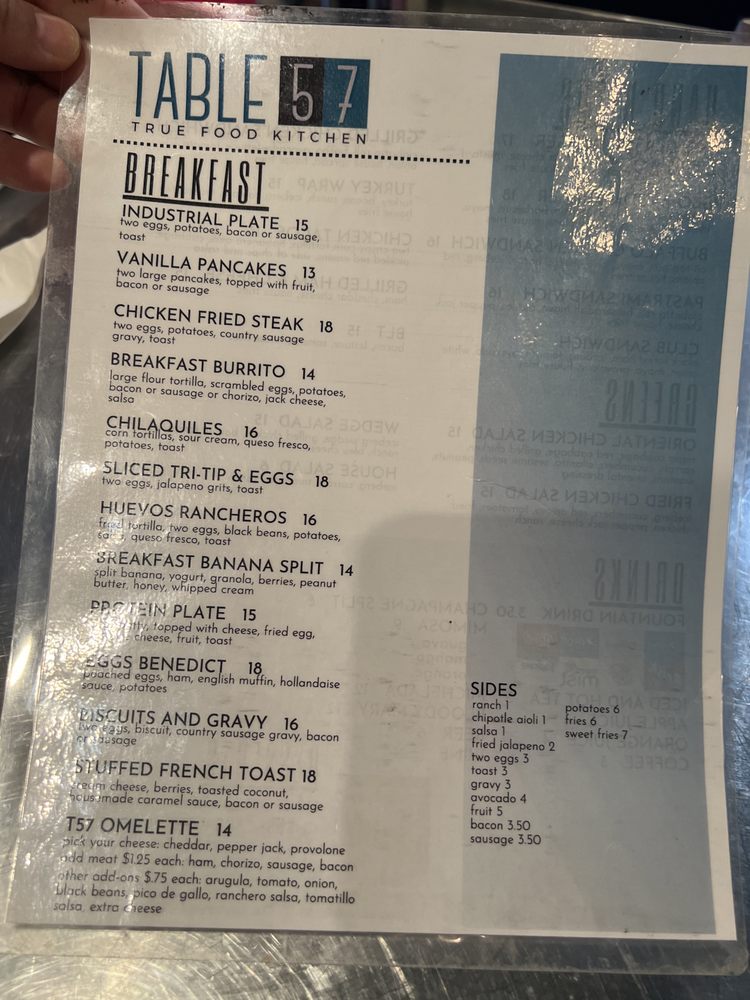 TABLE 57
TRUE FOOD KITCHEN
BREAKFAST
INDUSTRIAL PLATE 15
two eggs, potatoes, bacon or sausage,
toast
VANILLA PANCAKES 13
two large pancakes, topped with fruit,
bacon or sausage
CHICKEN FRIED STEAK 18
two eggs, potatoes, country sausage
gravy, toast
BREAKFAST BURRITO 14
large flour tortilla, scrambled eggs, potatoes,
bacon or sausage or chorizo, jack cheese,
salsa
CHILAQUILES 16
corn tortillas, sour cream, queso fresco,
potatoes, toast
SLICED TRI-TIP & EGGS 18
two eggs, jalapeno grits, toast
HUEVOS RANCHEROS 16
fried tortilla, two eggs, black beans, potatoes,
salsa, queso fresco, toast
BREAKFAST BANANA SPLIT 14
split banana, yogurt, granola, berries, peanut
butter, honey, whipped cream
PROTEIN PLATE 15
topped with cheese, fried egg,
cheese, fruit, toast
EGGS BENEDICT 18
poached eggs, ham, english muffin, hollandaise
sauce, potatoes
BISCUITS AND GRAVY 16
two eggs, biscuit, country sausage gravy, bacon
or sausage
STUFFED FRENCH TOAST 18
cream cheese, berries, toasted coconut,
housemade caramel sauce, bacon or sausage
T57 OMELETTE 14
pick your cheese: cheddar, pepper jack, provolone
add meat $1.25 each: ham, chorizo, sausage, bacon
other add-ons $.75 each: arugula, tomato, onion,
black beans, pico de gallo, ranchero salsa, tomatillo
salsa, extra cheese
SIDES
ranch 1
chipotle aioli 1
salsa 1
fried jalapeno 2
two eggs 3
toast 3
gravy 3
avocado 4
fruit 5
bacon 3.50
sausage 3.50
potatoes 6
fries 6
sweet fries 7